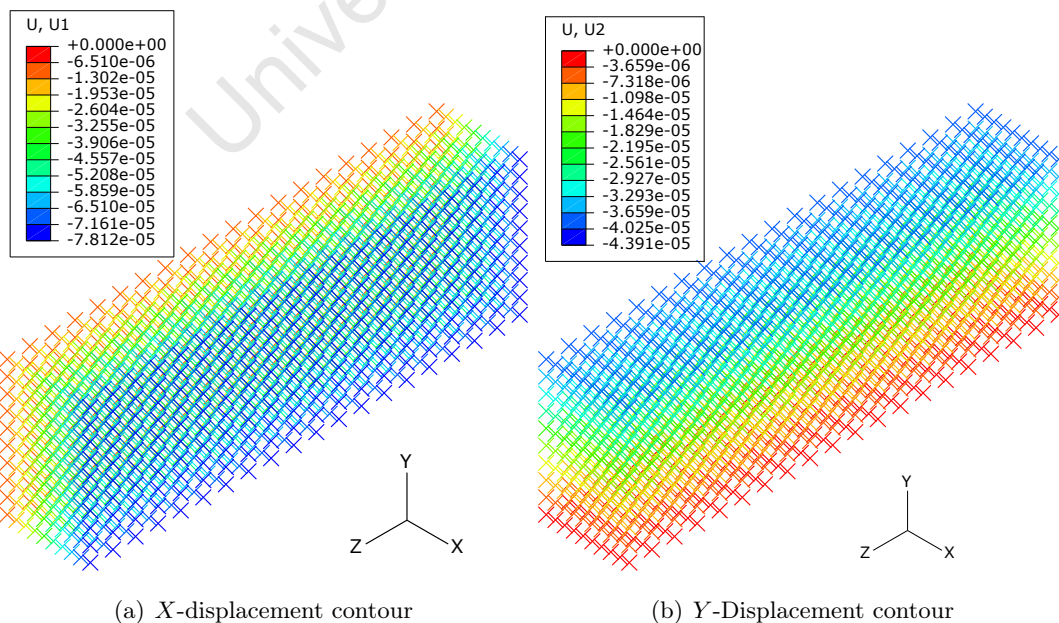 U, U1
+0.000e+00
-6.510e-06
-1.302e-05
-1.953e-05
-2.604e-05
-3.255e-05
-3.906e-05
-4.557e-05
-5.208e-05
-5.859e-05
-6.510e-05
-7.161e-05
-7.812e-05
Unive
Y
Z
X
(a) X-displacement contour
U, U2
+0.000e+00
-3.659e-06
-7.318e-06
-1.098e-05
-1.464e-05
-1.829e-05
-2.195e-05
-2.561e-05
-2.927e-05
-3.293e-05
-3.659e-05
-4.025e-05
-4.391e-05
Y
Z
X
(b) Y-Displacement contour